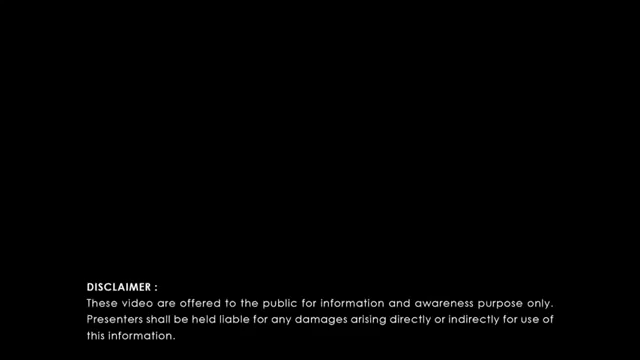 DISCLAIMER :
These video are offered to the public for information and awareness purpose only.
Presenters shall be held liable for any damages arising directly or indirectly for use of
this information.